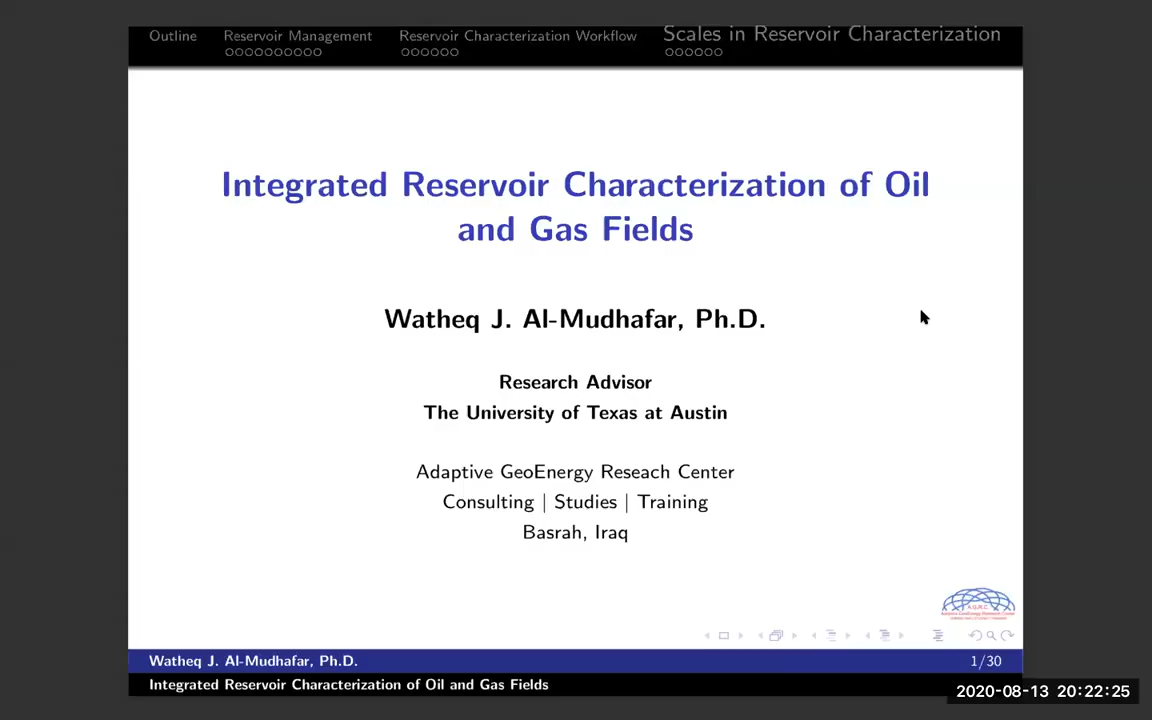 Outline Reservoir Management Reservoir Characterization Workflow Scales in Reservoir Characterization
Integrated Reservoir Characterization of Oil
and Gas Fields
Watheq J. Al-Mudhafar, Ph.D.
Research Advisor
The University of Texas at Austin
Adaptive GeoEnergy Reseach Center
Consulting | Studies | Training
Basrah, Iraq
A.G.R.C.
Watheq J. Al-Mudhafar, Ph.D. 1/30
Integrated Reservoir Characterization of Oil and Gas Fields
2020-08-13 20:22:25